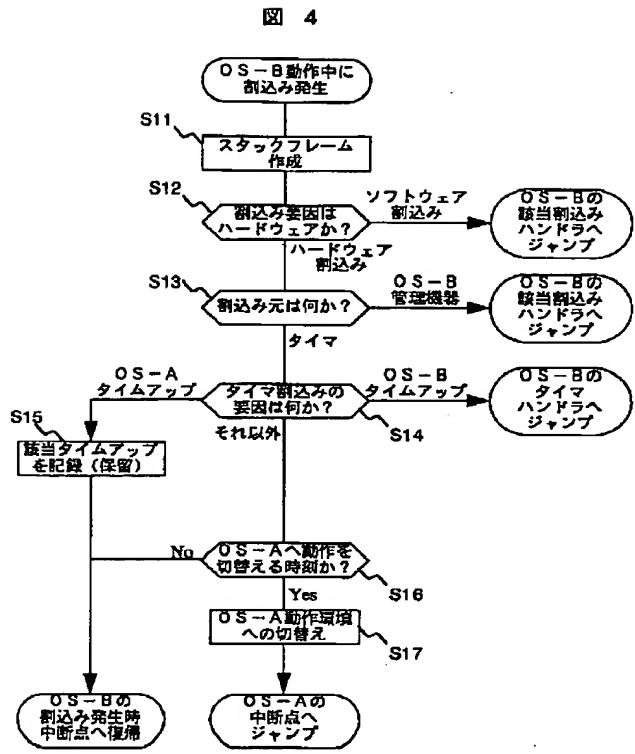 図 4
OS−B動作中に
割込み発生
S11
スタックフレーム
作成
S12
割込み要因は
ハードウェアか？
ソフトウェア
割込み
OS−Bの
該当割込み
ハンドラへ
ジャンプ
ハードウェア
割込み
S13
割込み元は何か？
OS−B
管理機器
OS−Bの
該当割込み
ハンドラへ
ジャンプ
タイマ
OS−A
タイムアップ
タイマ割込みの
要因は何か？
OS−B
タイムアップ
OS−Bの
タイマ
ハンドラへ
ジャンプ
S14
S15
該当タイムアップ
を記録（保留）
それ以外
No
OS−Aへ動作を
切替える時刻か？
S16
Yes
OS−A動作環境
への切替え
S17
OS−Bの
割込み発生時
中断点へ復帰
OS−Aの
中断点へ
ジャンプ